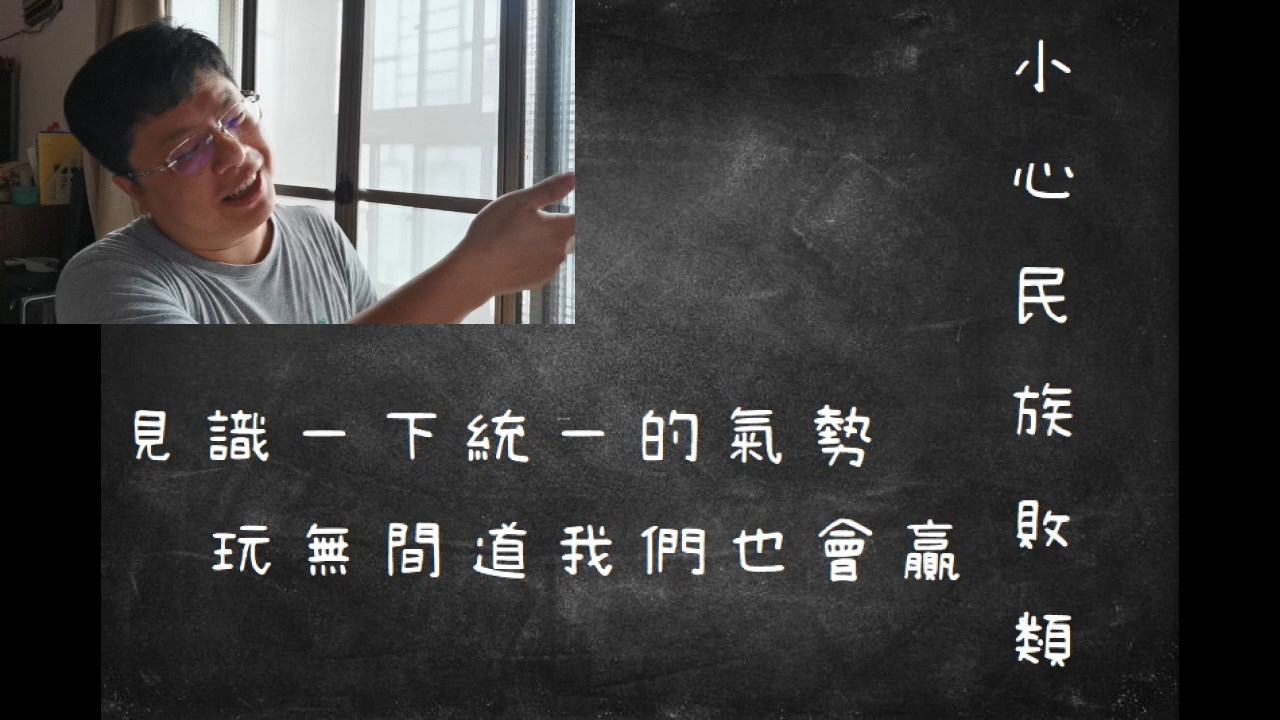 小心民族敗類
見識一下統一的氣勢
玩無間道我們也會贏